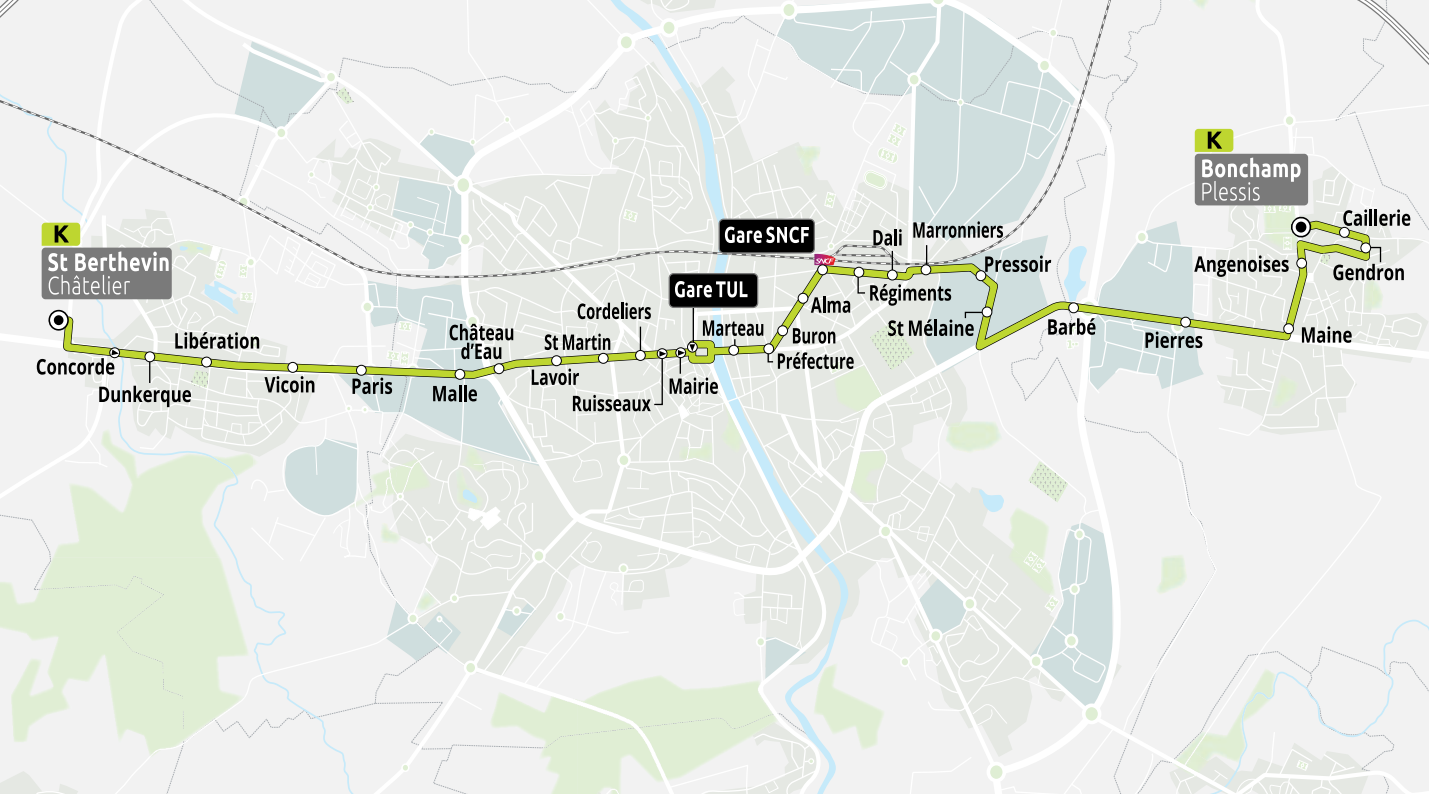 K
St Berthevin
Châtelier
Concorde
Dunkerque
Libération
Vicoin
Paris
Malle
Château
d'Eau
Lavoir
St Martin
Cordeliers
Ruisseaux
Mairie
Gare TUL
Marteau
Préfecture
Buron
Alma
Gare SNCF
SNCF
Régiments
Dali
Marronniers
Pressoir
St Mélaine
Barbé
Pierres
Maine
Angenoises
Gendron
Caillerie
K
Bonchamp
Plessis